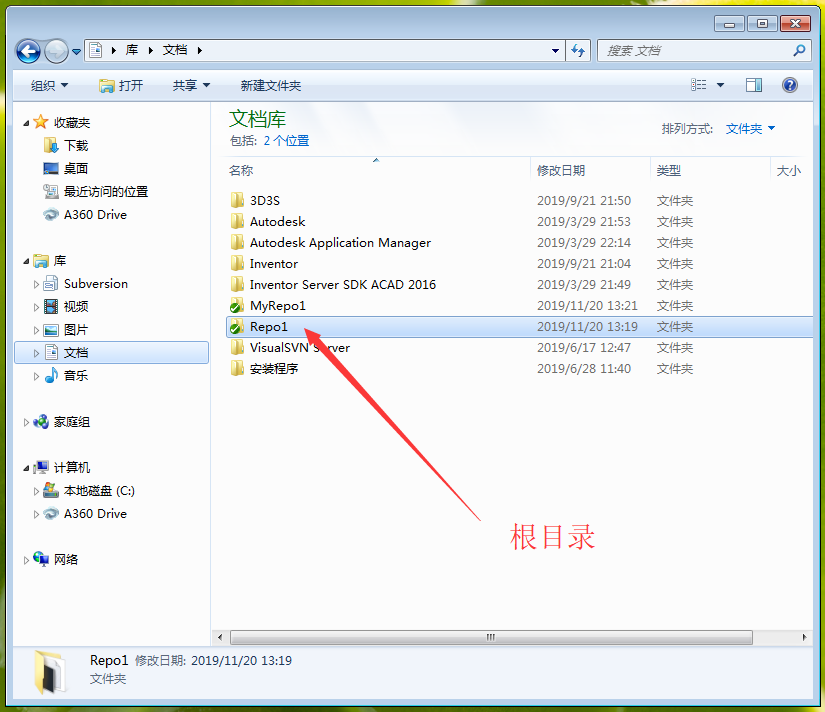 库 文档
搜索 文档
组织 打开 共享 新建文件夹
收藏夹
下载
桌面
最近访问的位置
A360 Drive
库
Subversion
视频
图片
文档
音乐
家庭组
计算机
本地磁盘 (C:)
A360 Drive
网络
文档库
包括: 2 个位置
排列方式: 文件夹
名称 修改日期 类型 大小
3D3S 2019/9/21 21:50 文件夹
Autodesk 2019/3/29 21:53 文件夹
Autodesk Application Manager 2019/3/29 22:14 文件夹
Inventor 2019/9/21 21:04 文件夹
Inventor Server SDK ACAD 2016 2019/3/29 21:49 文件夹
MyRepo1 2019/11/20 13:21 文件夹
Repo1 2019/11/20 13:19 文件夹
VisualSVN Server 2019/6/17 12:47 文件夹
安装程序 2019/6/28 11:40 文件夹
根目录
Repo1 修改日期: 2019/11/20 13:19
文件夹